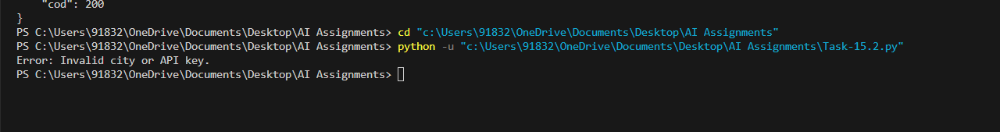 "cod": 200
}
PS C:\Users\91832\OneDrive\Documents\Desktop\AI Assignments> cd "c:\Users\91832\OneDrive\Documents\Desktop\AI Assignments"
PS C:\Users\91832\OneDrive\Documents\Desktop\AI Assignments> python -u "c:\Users\91832\OneDrive\Documents\Desktop\AI Assignments\Task-15.2.py"
Error: Invalid city or API key.
PS C:\Users\91832\OneDrive\Documents\Desktop\AI Assignments>